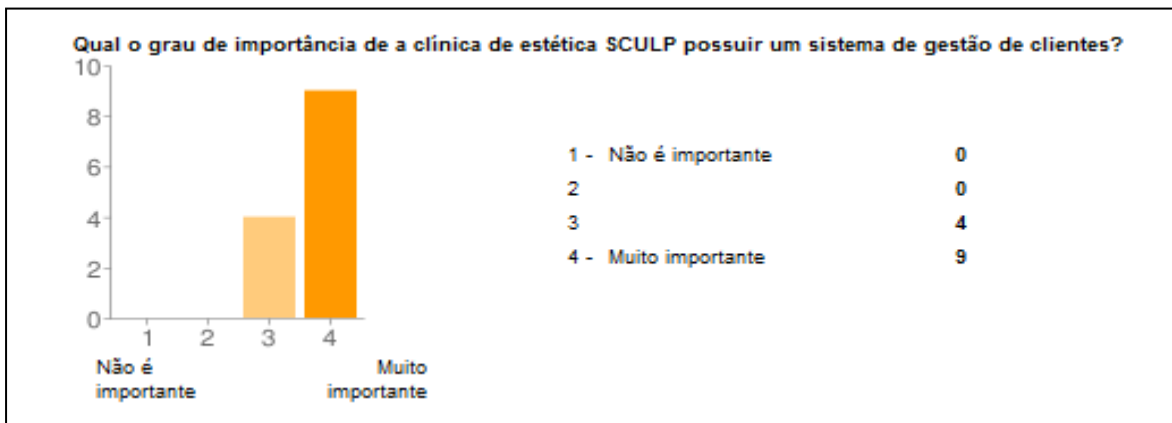 Qual o grau de importância de a clínica de estética SCULP possuir um sistema de gestão de clientes?
10
8
6
4
2
0
1 2 3 4
Não é
importante
Muito
importante
1 - Não é importante 0
2 0
3 4
4 - Muito importante 9